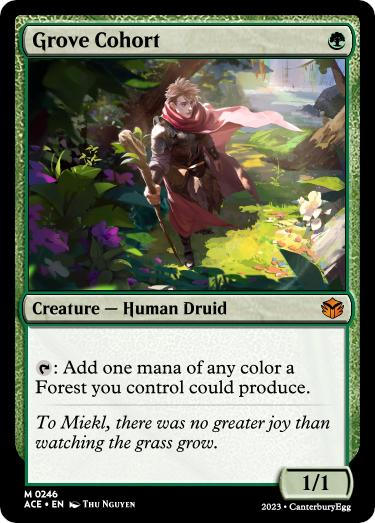 Grove Cohort
Creature — Human Druid
: Add one mana of any color a
Forest you control could produce.
To Miekl, there was no greater joy than
watching the grass grow.
1/1
M 0246
ACE • EN Thu Nguyen
2023 • CanterburyEgg